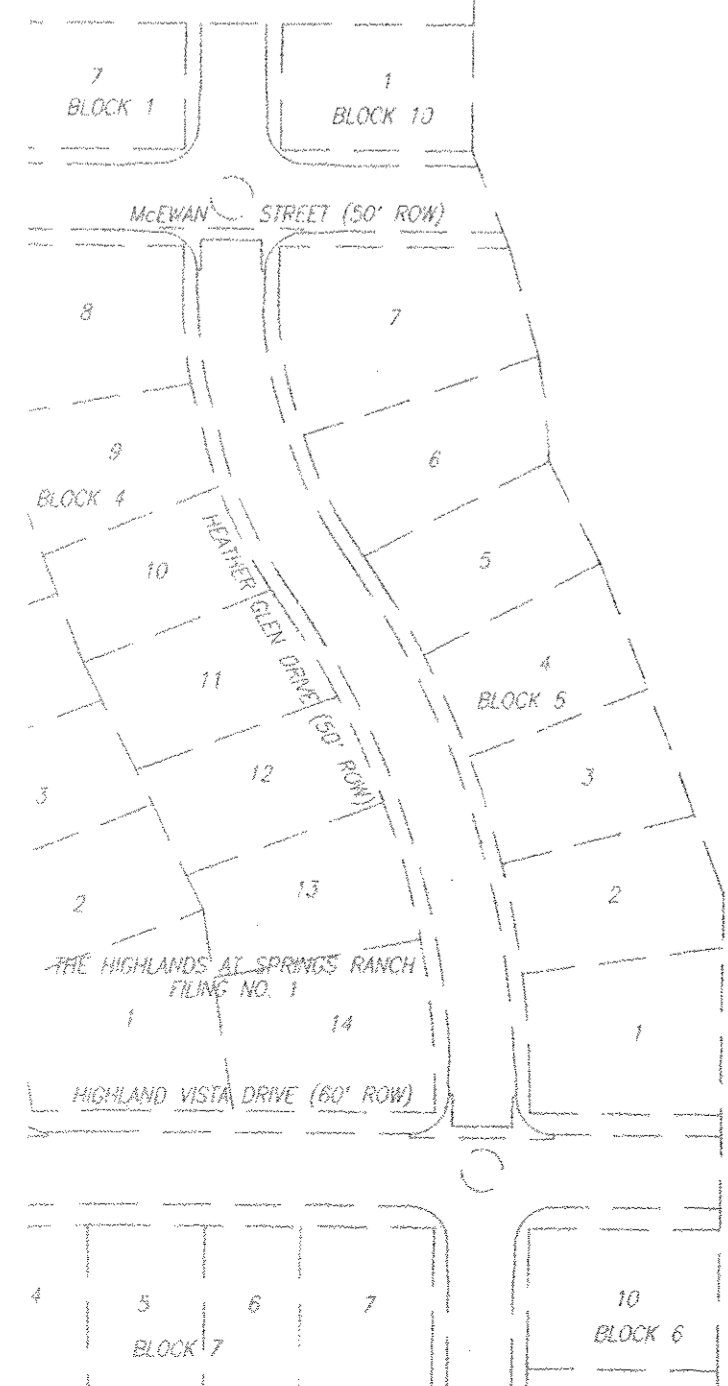 7
BLOCK 1
1
BLOCK 10
McEWAN STREET (50' ROW)
8
7
9
BLOCK 4
6
10
5
HEATHER GLEN DRIVE (50' ROW)
11
4
BLOCK 5
12
3
3
13
2
2
THE HIGHLANDS AT SPRINGS RANCH
FILING NO. 1
1
14
1
HIGHLAND VISTA DRIVE (60' ROW)
4
5
6
7
BLOCK 7
10
BLOCK 6